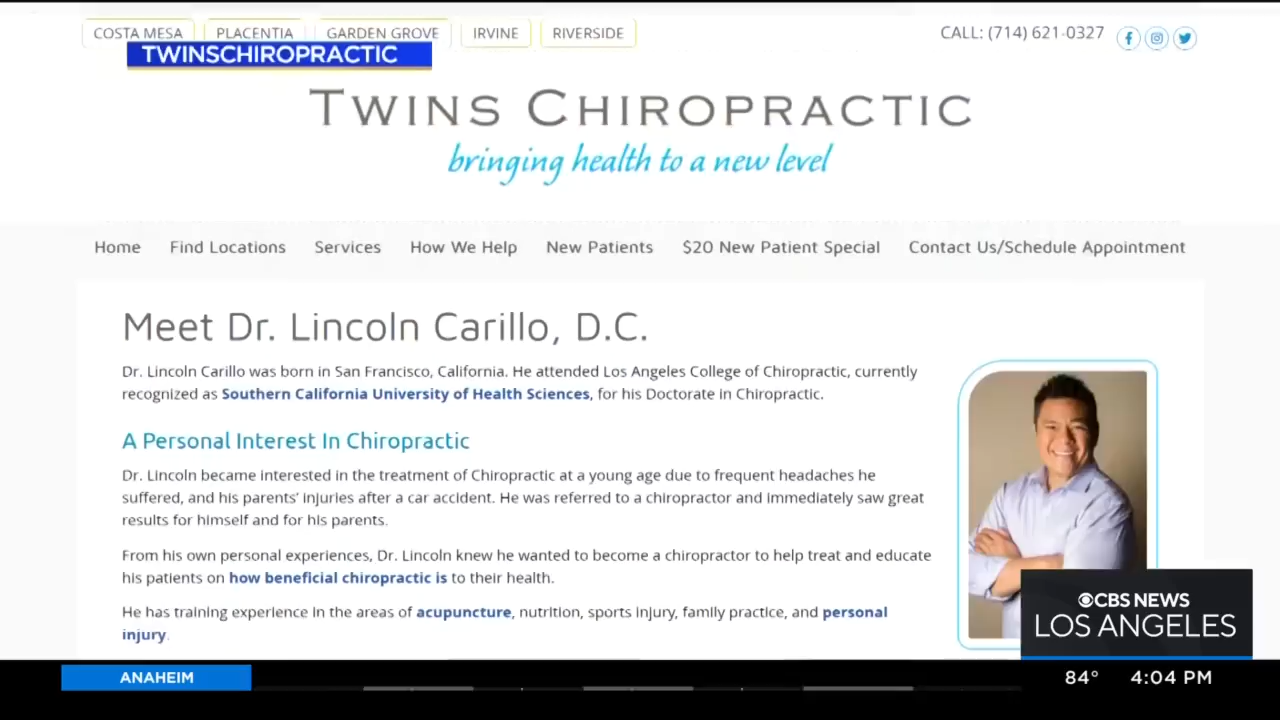 COSTA MESA PLACENTIA GARDEN GROVE IRVINE RIVERSIDE CALL: (714) 621-0327
TWINSCHIROPRACTIC
TWINS CHIROPRACTIC
bringing health to a new level
Home Find Locations Services How We Help New Patients $20 New Patient Special Contact Us/Schedule Appointment
Meet Dr. Lincoln Carillo, D.C.
Dr. Lincoln Carillo was born in San Francisco, California. He attended Los Angeles College of Chiropractic, currently
recognized as Southern California University of Health Sciences, for his Doctorate in Chiropractic.
A Personal Interest In Chiropractic
Dr. Lincoln became interested in the treatment of Chiropractic at a young age due to frequent headaches he
suffered, and his parents' injuries after a car accident. He was referred to a chiropractor and immediately saw great
results for himself and for his parents.
From his own personal experiences, Dr. Lincoln knew he wanted to become a chiropractor to help treat and educate
his patients on how beneficial chiropractic is to their health.
He has training experience in the areas of acupuncture, nutrition, sports injury, family practice, and personal
injury.
CBS NEWS
LOS ANGELES
ANAHEIM 84° 4:04 PM